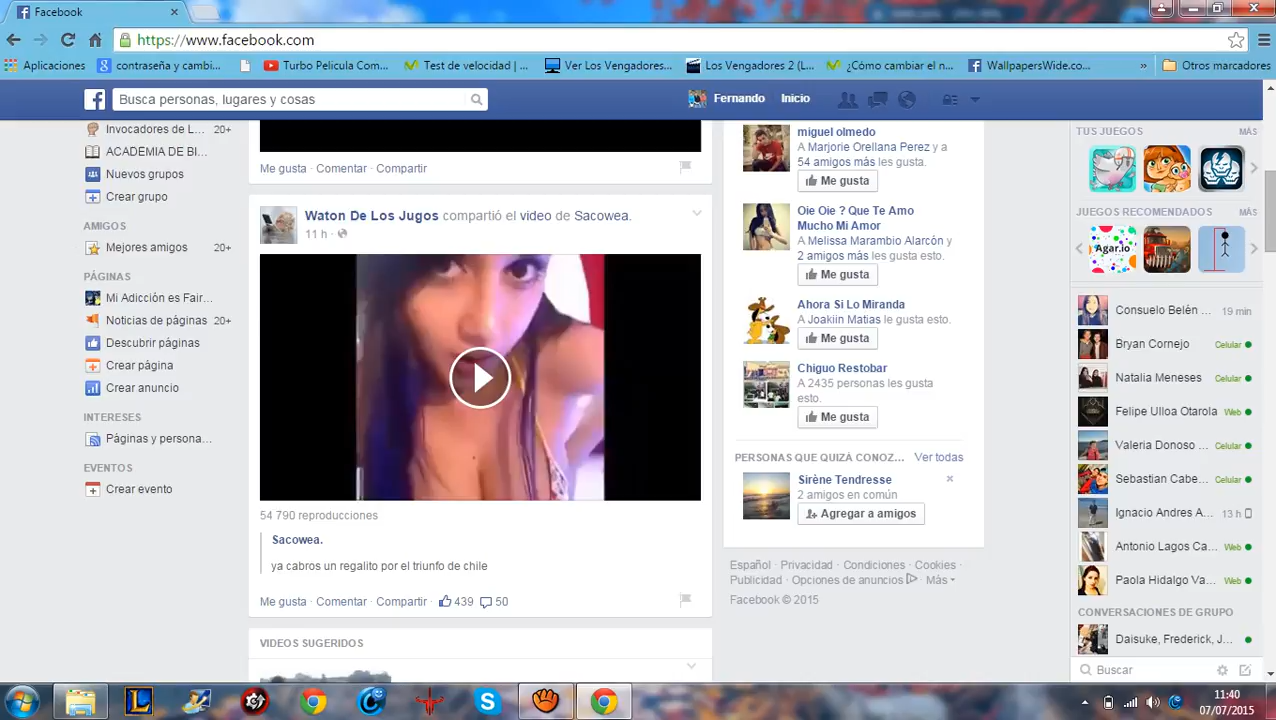 Facebook
https://www.facebook.com
Aplicaciones contraseña y cambi... Turbo Pelicula Com... Test de velocidad |... Ver Los Vengadores... Los Vengadores 2 (I... ¿Cómo cambiar el n... WallpapersWide.co... » Otros marcadores
Busca personas, lugares y cosas
Fernando Inicio
Invocadores de L... 20+
ACADEMIA DE BI...
Nuevos grupos
Crear grupo
AMIGOS
Mejores amigos 20+
PÁGINAS
Mi Adicción es Fair...
Noticias de páginas 20+
Descubrir páginas
Crear página
Crear anuncio
INTERESES
Páginas y persona...
EVENTOS
Crear evento
Me gusta · Comentar · Compartir
Waton De Los Jugos compartió el video de Sacowea.
11 h ·
54 790 reproducciones
Sacowea.
ya cabros un regalito por el triunfo de chile
Me gusta · Comentar · Compartir · 439 50
VIDEOS SUGERIDOS
miguel olmedo
A Marjorie Orellana Perez y a
54 amigos más les gusta.
Me gusta
Oie Oie ? Que Te Amo
Mucho Mi Amor
A Melissa Marambio Alarcón y
2 amigos más les gusta esto.
Me gusta
Ahora Si Lo Miranda
A Joakiin Matias le gusta esto.
Me gusta
Chiguo Restobar
A 2435 personas les gusta
esto.
Me gusta
PERSONAS QUE QUIZÁ CONOZ... Ver todas
Sirène Tendresse
2 amigos en común
Agregar a amigos
Español · Privacidad · Condiciones · Cookies ·
Publicidad · Opciones de anuncios · Más
Facebook © 2015
TUS JUEGOS MÁS
JUEGOS RECOMENDADOS MÁS
Agar.io
Consuelo Belén ... 19 min
Bryan Cornejo Celular
Natalia Meneses Celular
Felipe Ulloa Otarola Web
Valeria Donoso ... Celular
Sebastian Cabe... Celular
Ignacio Andres A... 13 h
Antonio Lagos Ca... Web
Paola Hidalgo Va... Web
CONVERSACIONES DE GRUPO
Daisuke, Frederick, J...
Buscar
11:40
07/07/2015